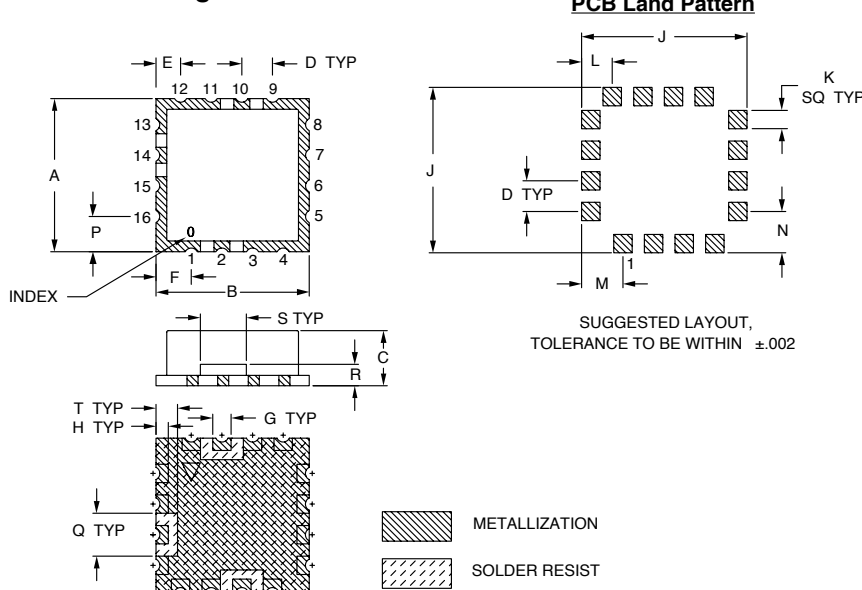 PCB Land Pattern
E
D TYP
12 11 10 9
13
14
15
16
8
7
6
5
A
P
0
1 2 3 4
F
B
INDEX
J
L
K
SQ TYP
J
D TYP
N
1
M
SUGGESTED LAYOUT,
TOLERANCE TO BE WITHIN ±.002
S TYP
C
R
T TYP
H TYP
G TYP
Q TYP
METALLIZATION
SOLDER RESIST